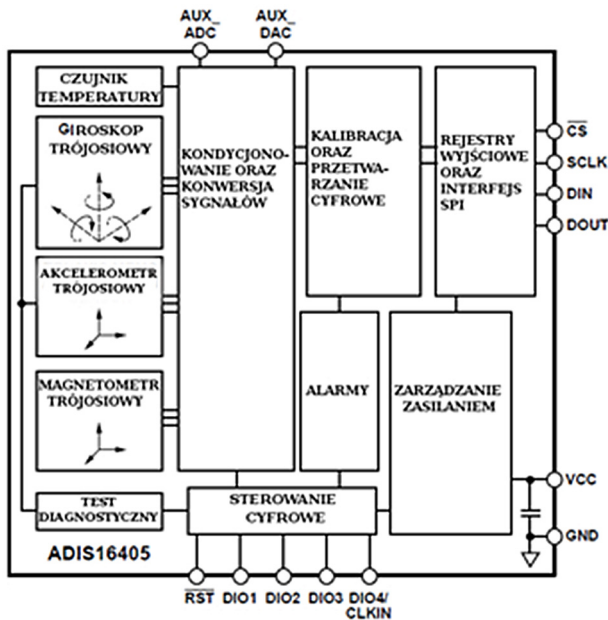 AUX_
ADC
AUX_
DAC
CZUJNIK
TEMPERATURY
GIROSKOP
TRÓJOSIOWY
AKCELEROMETR
TRÓJOSIOWY
MAGNETOMETR
TRÓJOSIOWY
TEST
DIAGNOSTYCZNY
KONDYCJONO-
WANIE ORAZ
KONWERSJA
SYGNAŁÓW
KALIBRACJA
ORAZ
PRZETWA-
RZANIE
CYFROWE
REJESTRY
WYJŚCIOWE
ORAZ
INTERFEJS
SPI
ALARMY
ZARZĄDZANIE
ZASILANIEM
STEROWANIE
CYFROWE
CS
SCLK
DIN
DOUT
VCC
GND
ADIS16405
RST DIO1 DIO2 DIO3 DIO4/
CLKIN